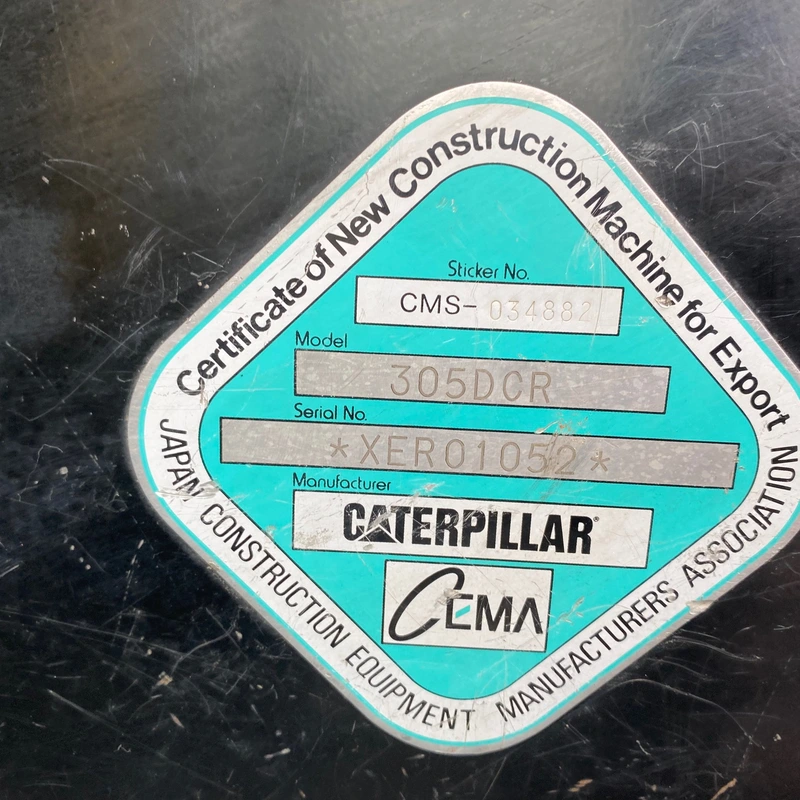 Certificate of New Construction Machine for Export
Sticker No.
CMS-034882
Model
305DCR
Serial No.
*XER01052*
Manufacturer
CATERPILLAR®
CEMA
JAPAN CONSTRUCTION EQUIPMENT MANUFACTURERS ASSOCIATION